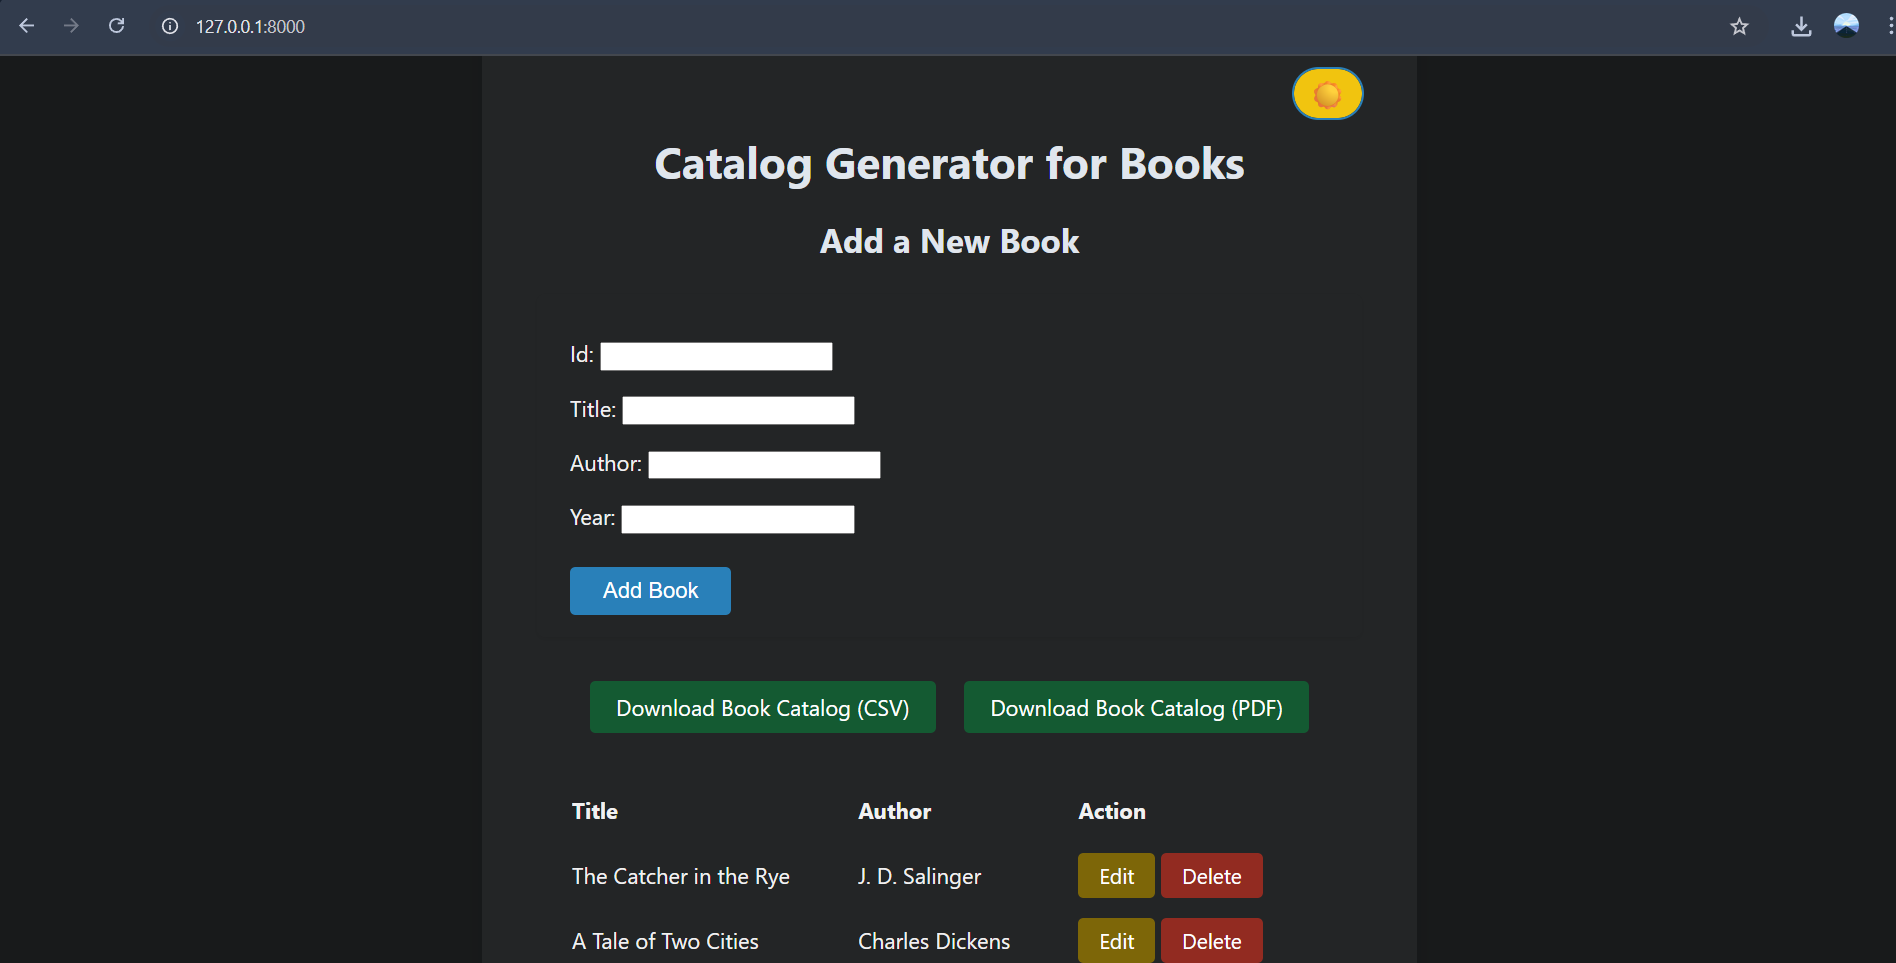 127.0.0.1:8000
Catalog Generator for Books
Add a New Book
Id:
Title:
Author:
Year:
Add Book
Download Book Catalog (CSV) Download Book Catalog (PDF)
Title Author Action
The Catcher in the Rye J. D. Salinger Edit Delete
A Tale of Two Cities Charles Dickens Edit Delete